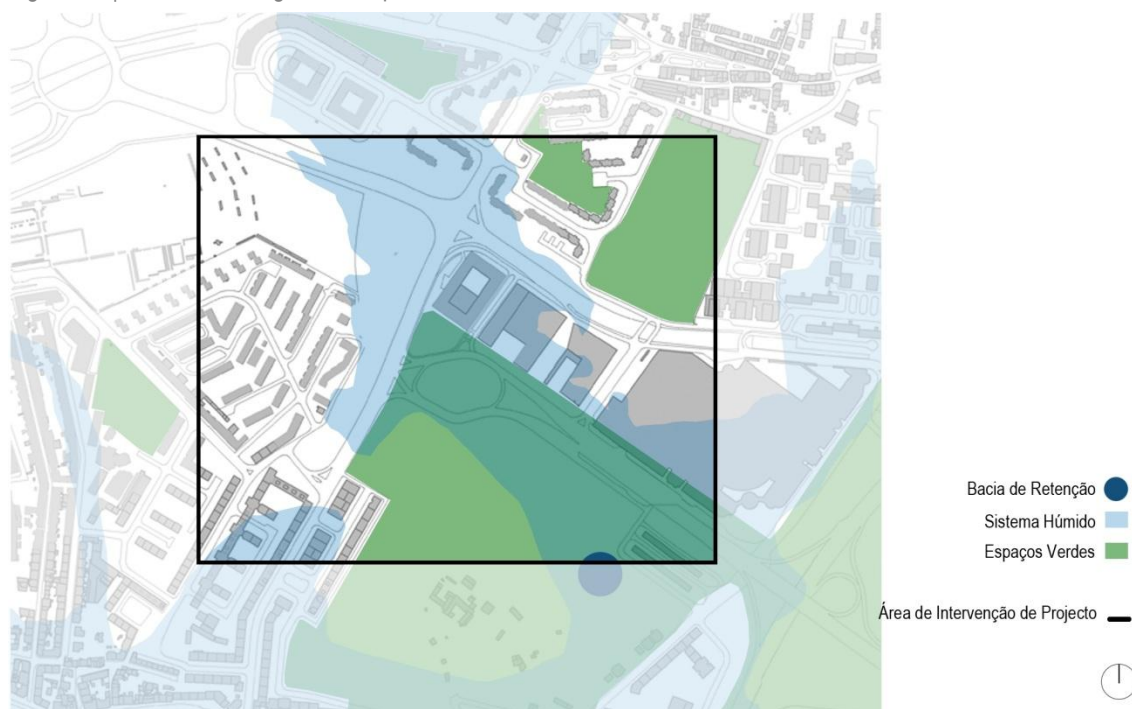 Bacia de Retenção
Sistema Húmido
Espaços Verdes
Área de Intervenção de Projecto